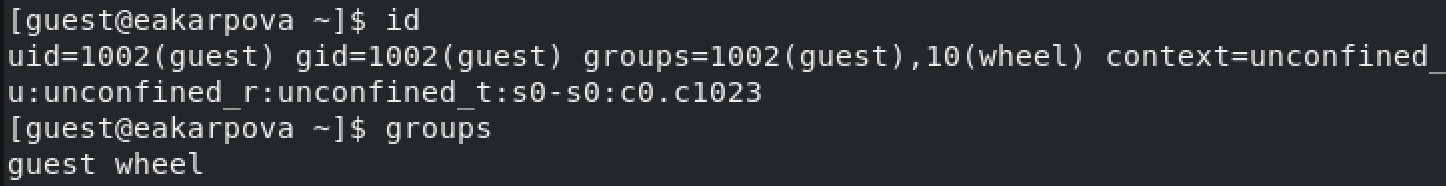 [guest@eakarpova ~]$ id
uid=1002(guest) gid=1002(guest) groups=1002(guest),10(wheel) context=unconfined_
u:unconfined_r:unconfined_t:s0-s0:c0.c1023
[guest@eakarpova ~]$ groups
guest wheel